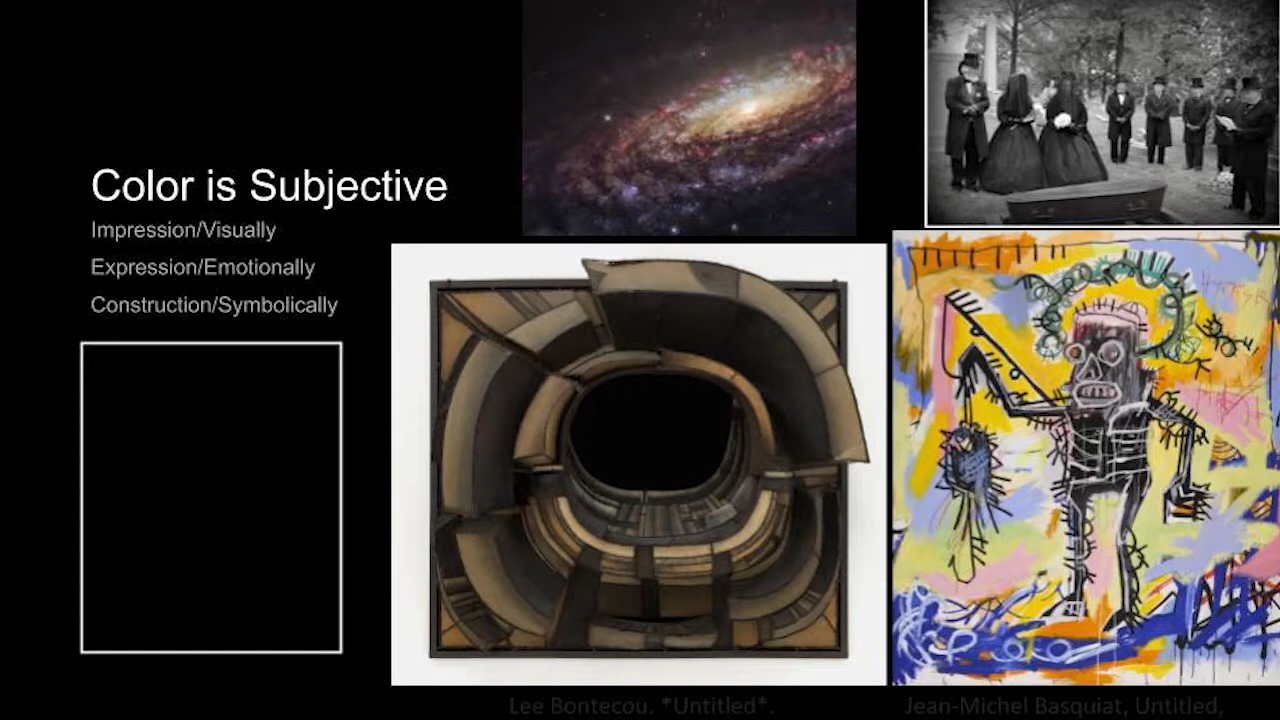 Color is Subjective
Impression/Visually
Expression/Emotionally
Construction/Symbolically
Lee Bontecou. *Untitled*.
Jean-Michel Basquiat, Untitled,